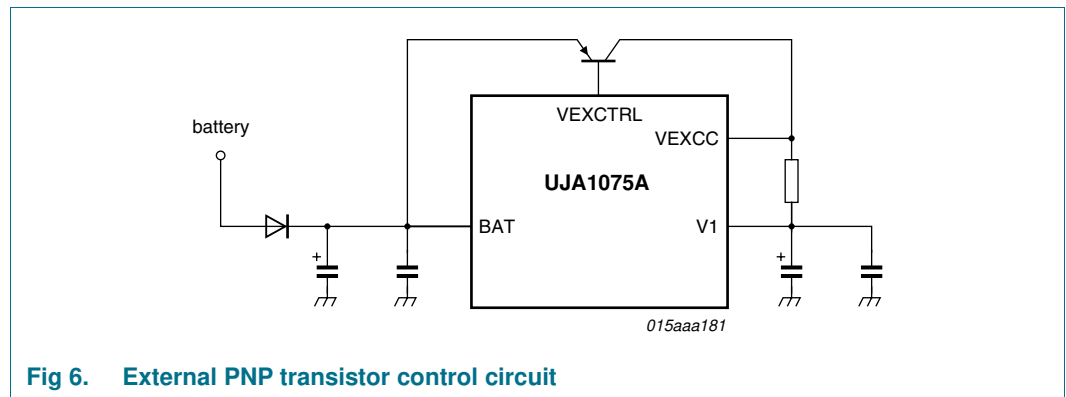 VEXCTRL
battery
VEXCC
UJA1075A
BAT
V1
+
+
015aaa181
Fig 6. External PNP transistor control circuit